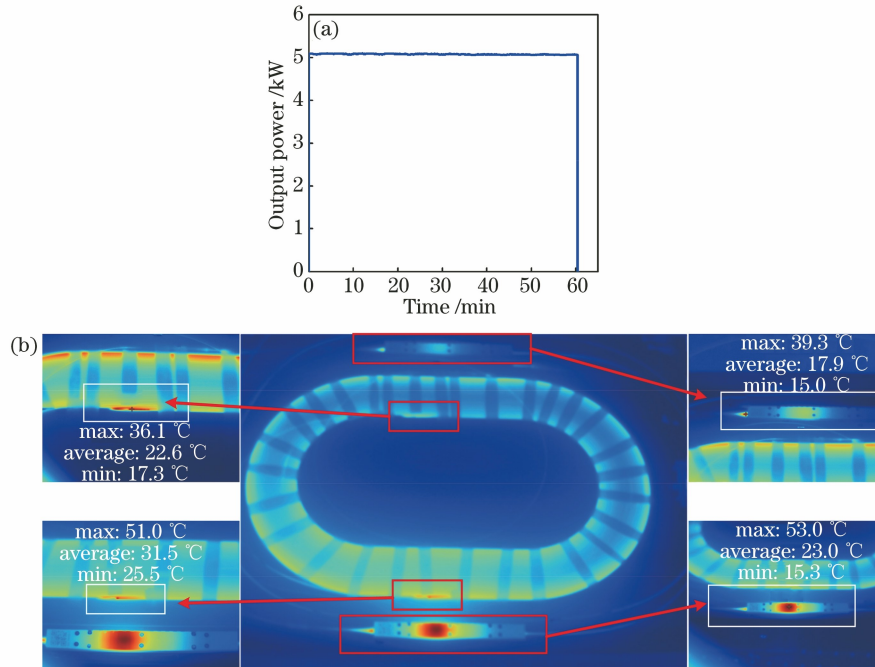 (a)
6
5
4
3
2
1
0
Output power /kW
0 10 20 30 40 50 60
Time /min
(b)
max: 36.1 ℃
average: 22.6 ℃
min: 17.3 ℃
max: 39.3 ℃
average: 17.9 ℃
min: 15.0 ℃
max: 51.0 ℃
average: 31.5 ℃
min: 25.5 ℃
max: 53.0 ℃
average: 23.0 ℃
min: 15.3 ℃